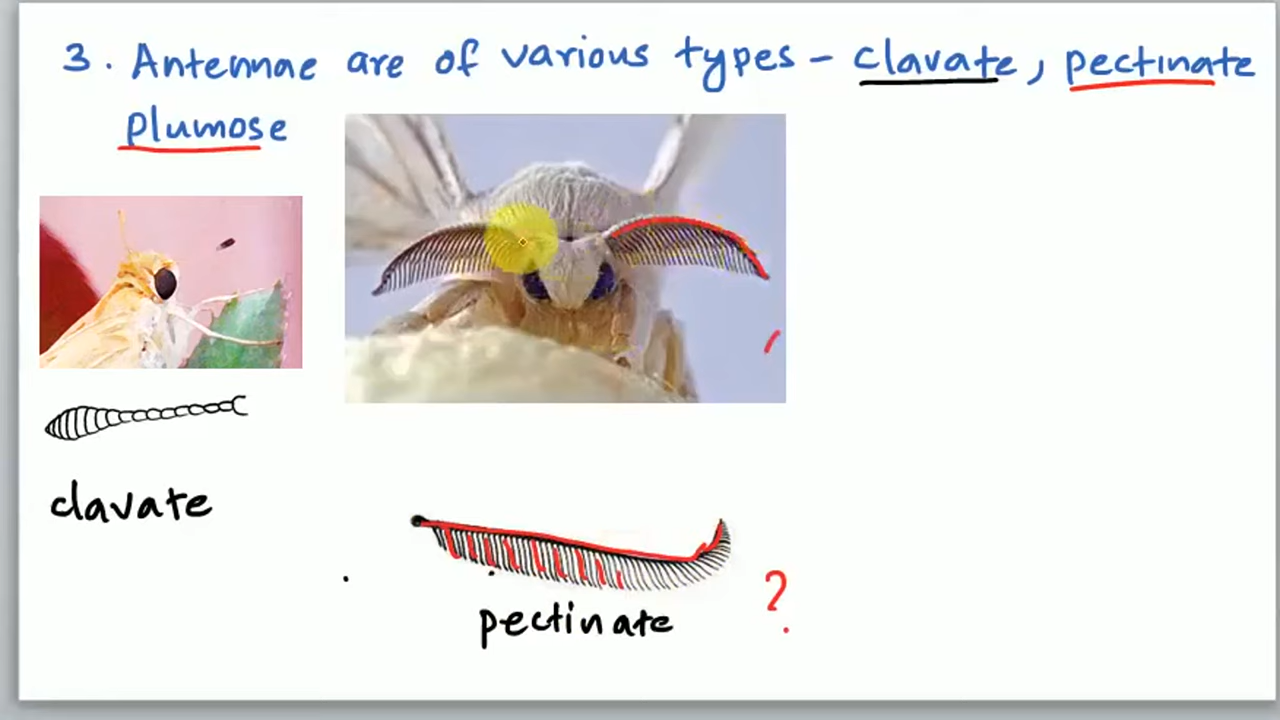 3. Antennae are of various types - clavate, pectinate
plumose
clavate
pectinate
?